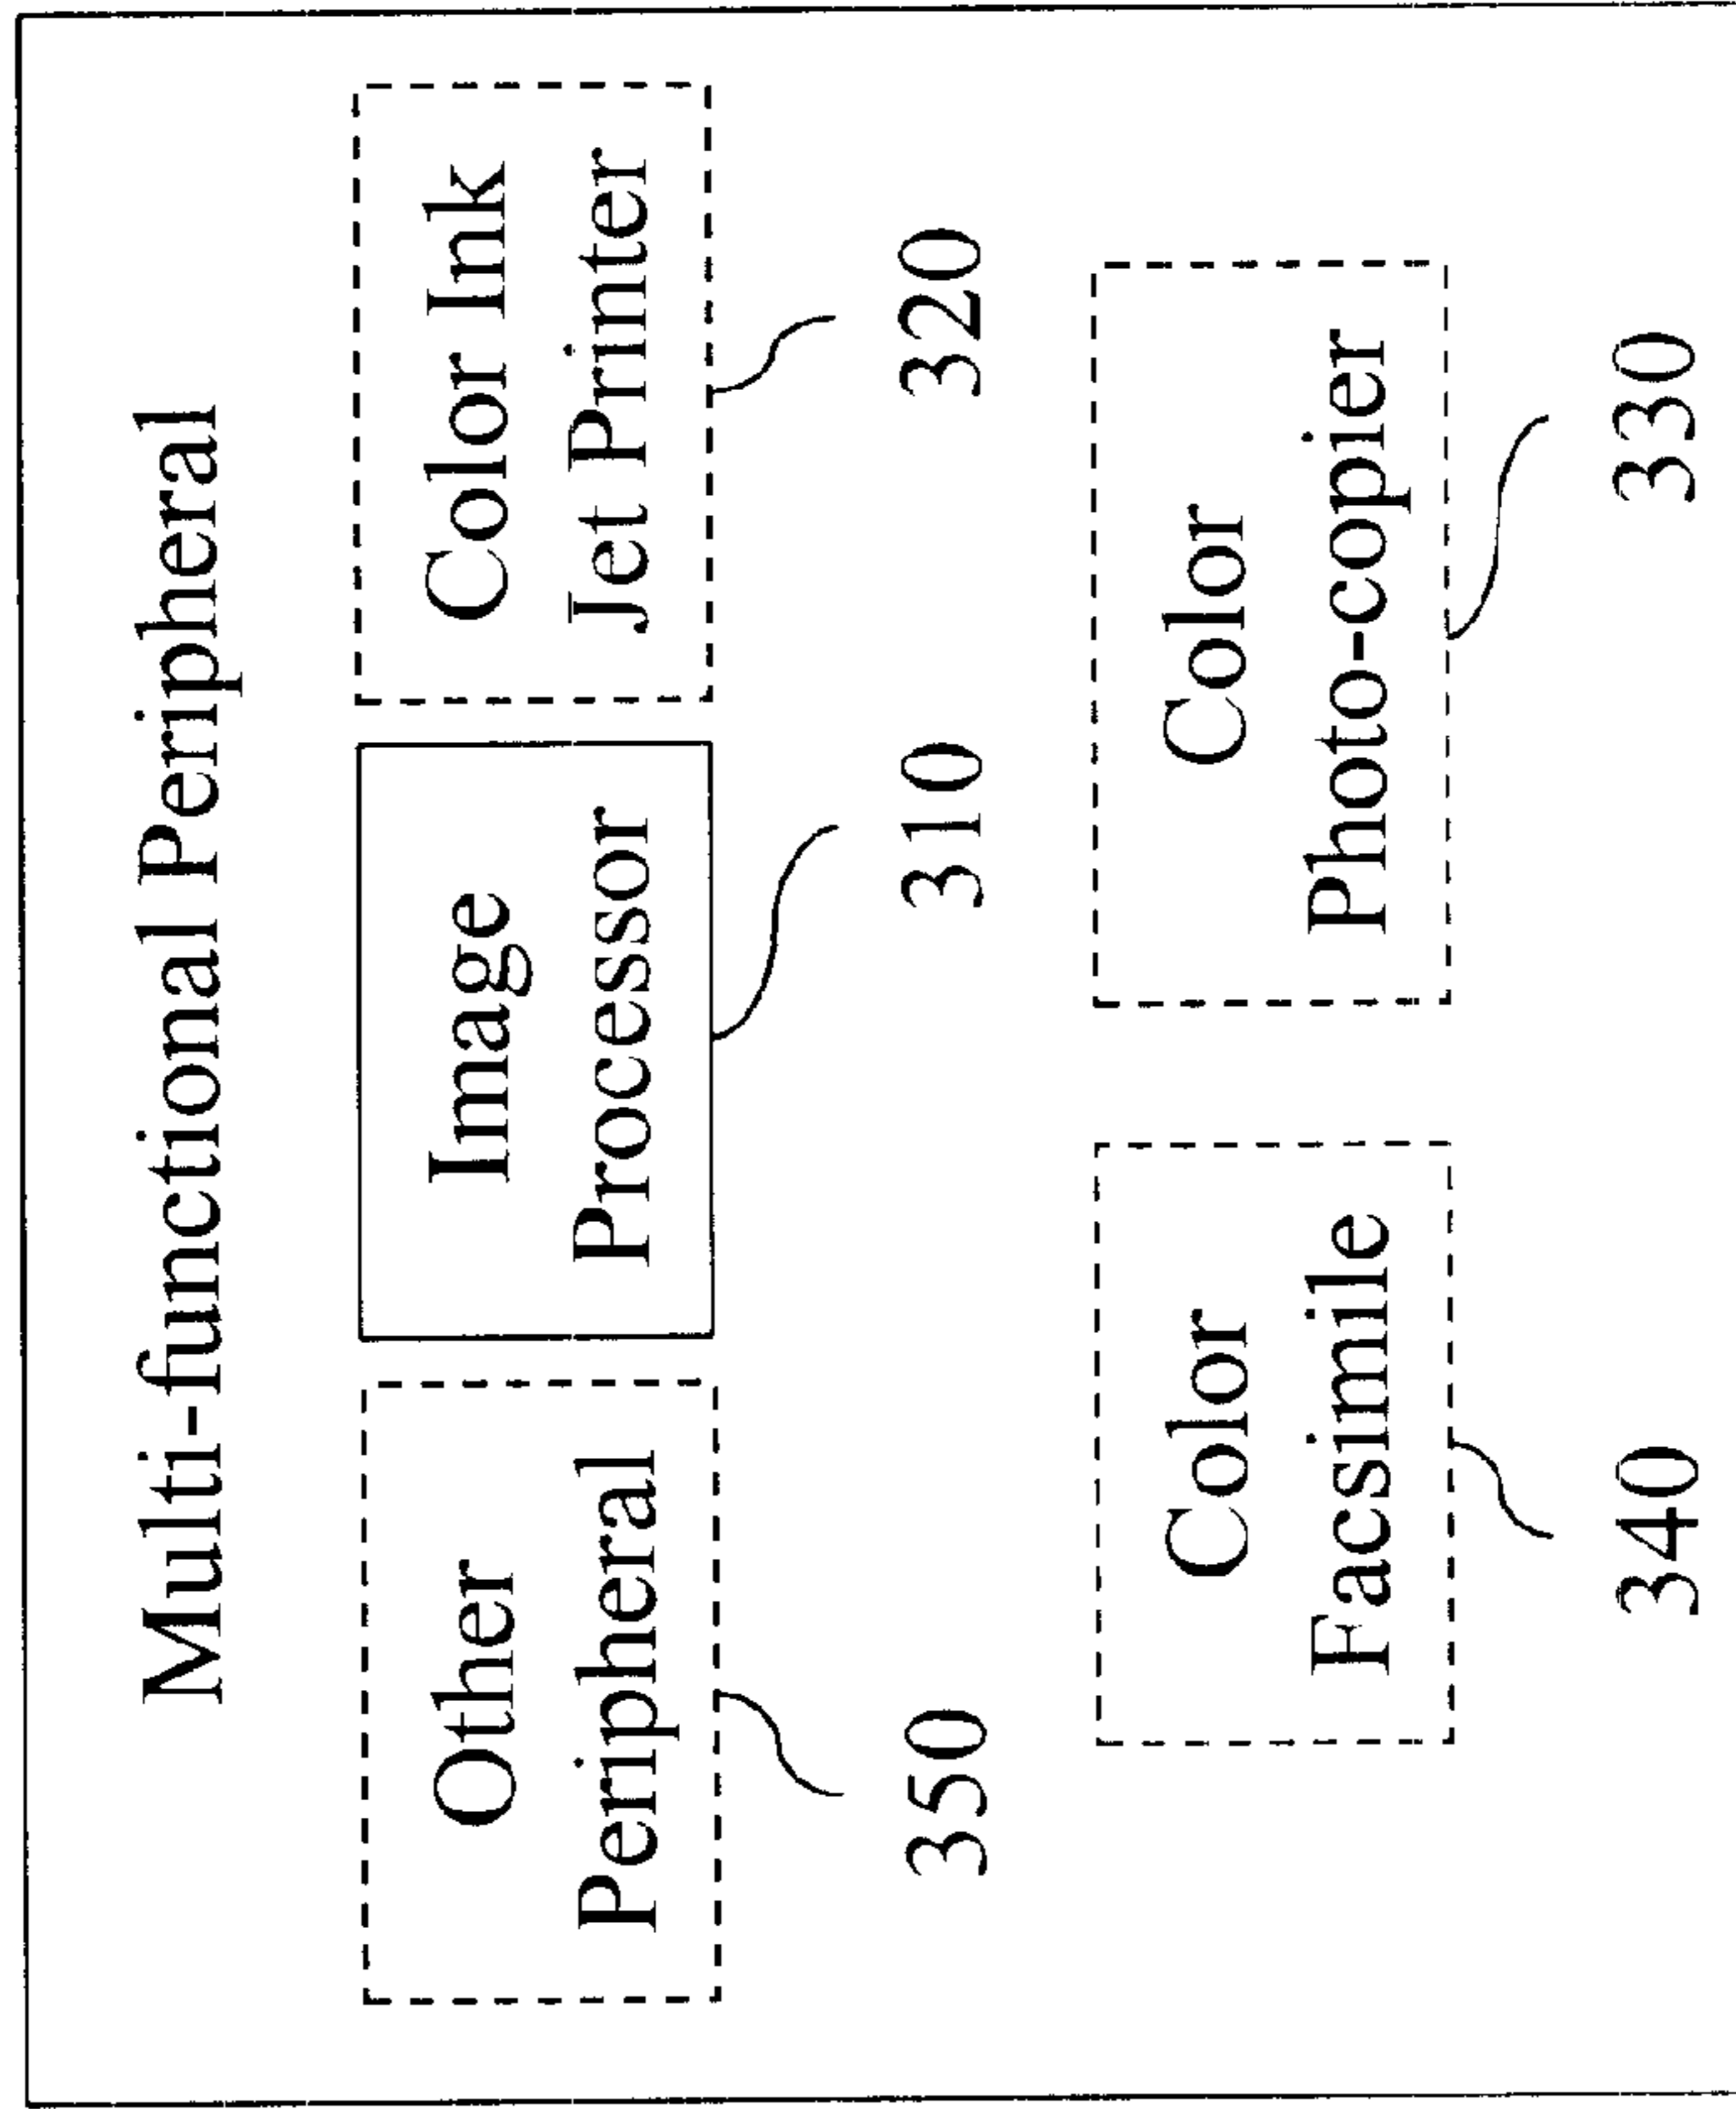 Multi-functional Peripheral
Other
Peripheral
350
Image
Processor
310
Color Ink
Jet Printer
320
Color
Facsimile
340
Color
Photo-copier
330